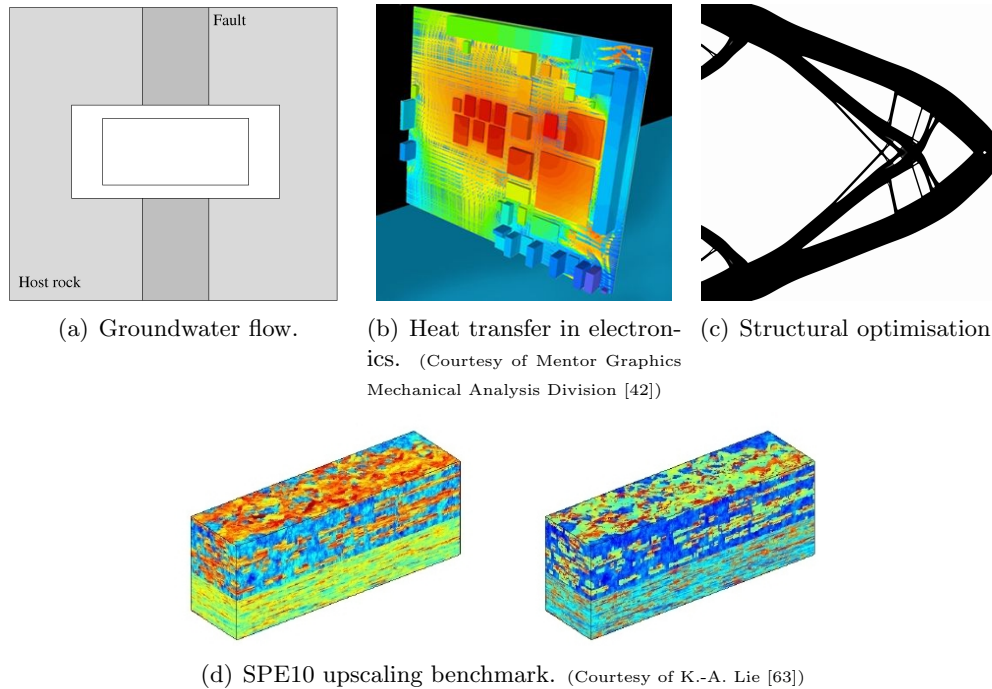 Fault
Host rock
(a) Groundwater flow.
(b) Heat transfer in electron-
ics. (Courtesy of Mentor Graphics
Mechanical Analysis Division [42])
(c) Structural optimisation
(d) SPE10 upscaling benchmark. (Courtesy of K.-A. Lie [63])